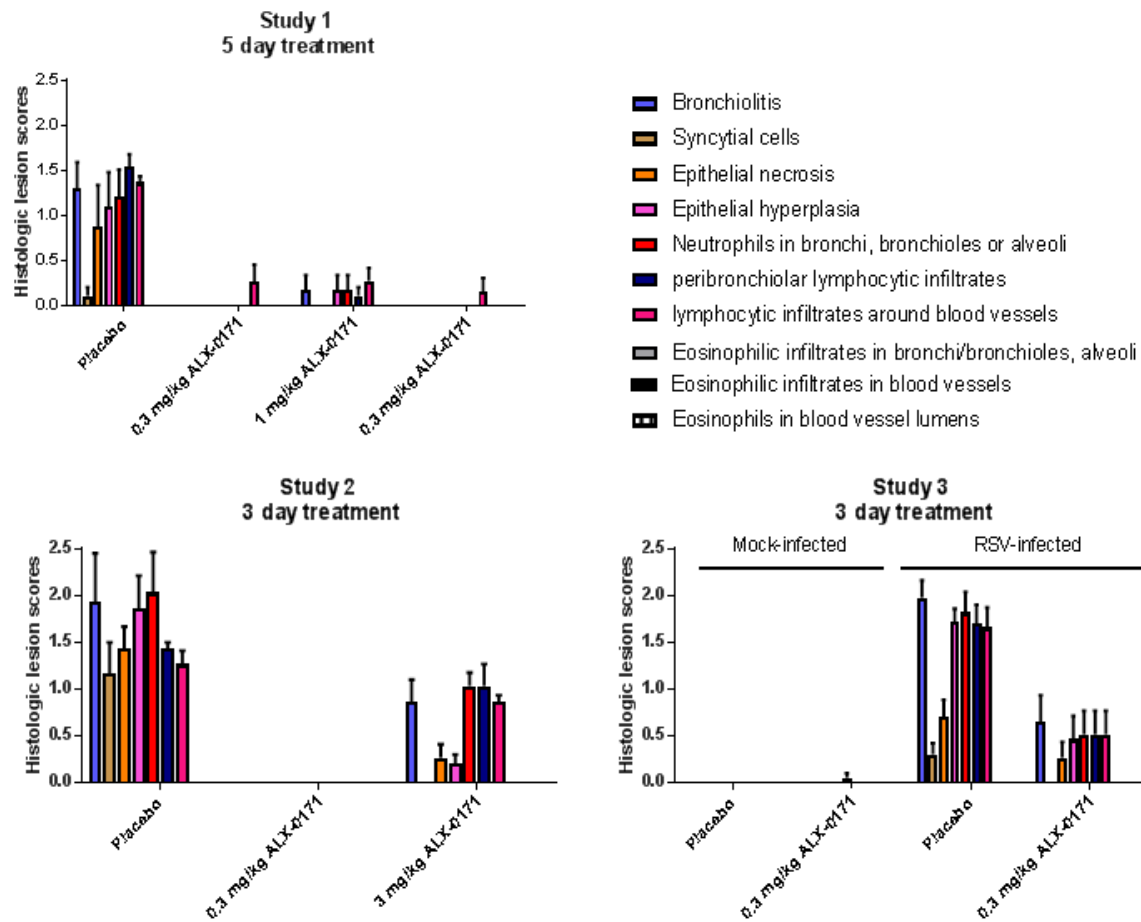 Study 1
5 day treatment
Histologic lesion scores
2.5
2.0
1.5
1.0
0.5
0.0
Placebo
0.3 mg/kg ALX-0171
1 mg/kg ALX-0171
0.3 mg/kg ALX-0171
Bronchiolitis
Syncytial cells
Epithelial necrosis
Epithelial hyperplasia
Neutrophils in bronchi, bronchioles or alveoli
peribronchiolar lymphocytic infiltrates
lymphocytic infiltrates around blood vessels
Eosinophilic infiltrates in bronchi/bronchioles, alveoli
Eosinophilic infiltrates in blood vessels
Eosinophils in blood vessel lumens
Study 2
3 day treatment
Histologic lesion scores
2.5
2.0
1.5
1.0
0.5
0.0
Placebo
0.3 mg/kg ALX-0171
3 mg/kg ALX-0171
Study 3
3 day treatment
Mock-infected
RSV-infected
Histologic lesion scores
2.5
2.0
1.5
1.0
0.5
0.0
Placebo
0.3 mg/kg ALX-0171
Placebo
0.3 mg/kg ALX-0171